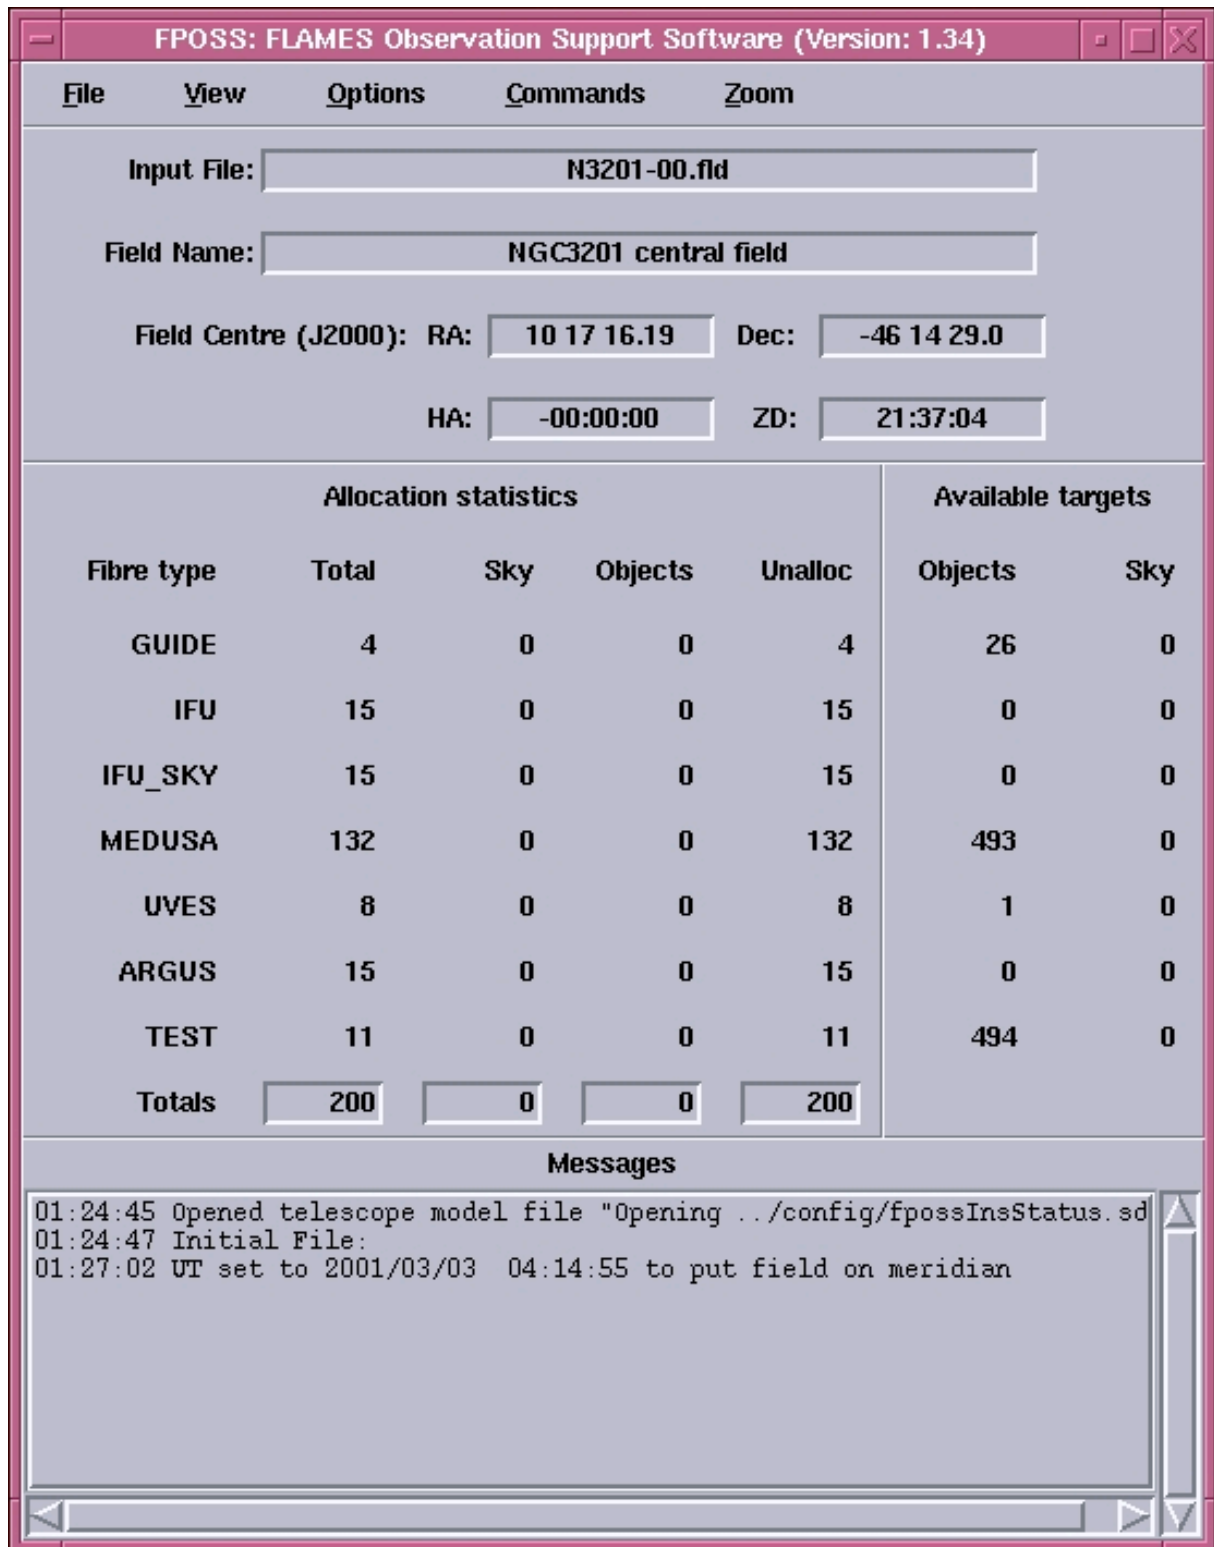 FPOSS: FLAMES Observation Support Software (Version: 1.34)
File View Options Commands Zoom
Input File: N3201-00.fld
Field Name: NGC3201 central field
Field Centre (J2000): RA: 10 17 16.19 Dec: -46 14 29.0
HA: -00:00:00 ZD: 21:37:04
Allocation statistics Available targets
Fibre type Total Sky Objects Unalloc Objects Sky
GUIDE 4 0 0 4 26 0
IFU 15 0 0 15 0 0
IFU_SKY 15 0 0 15 0 0
MEDUSA 132 0 0 132 493 0
UVES 8 0 0 8 1 0
ARGUS 15 0 0 15 0 0
TEST 11 0 0 11 494 0
Totals 200 0 0 200
Messages
01:24:45 Opened telescope model file "Opening ../config/fpossInsStatus.sd
01:24:47 Initial File:
01:27:02 UT set to 2001/03/03 04:14:55 to put field on meridian